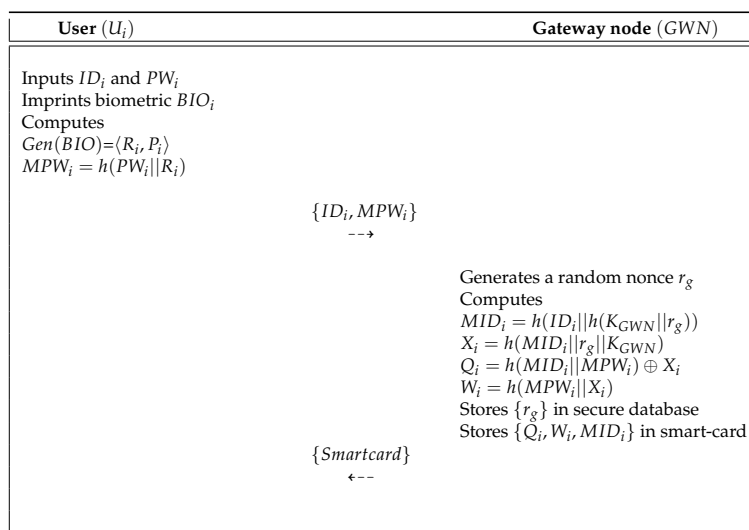 User (U_i) Gateway node (GWN)
Inputs ID_i and PW_i
Imprints biometric BIO_i
Computes
Gen(BIO)=⟨R_i, P_i⟩
MPW_i = h(PW_i||R_i)
{ID_i, MPW_i}
-->
Generates a random nonce r_g
Computes
MID_i = h(ID_i||h(K_GWN||r_g))
X_i = h(MID_i||r_g||K_GWN)
Q_i = h(MID_i||MPW_i) ⊕ X_i
W_i = h(MPW_i||X_i)
Stores {r_g} in secure database
Stores {Q_i, W_i, MID_i} in smart-card
{Smartcard}
<--